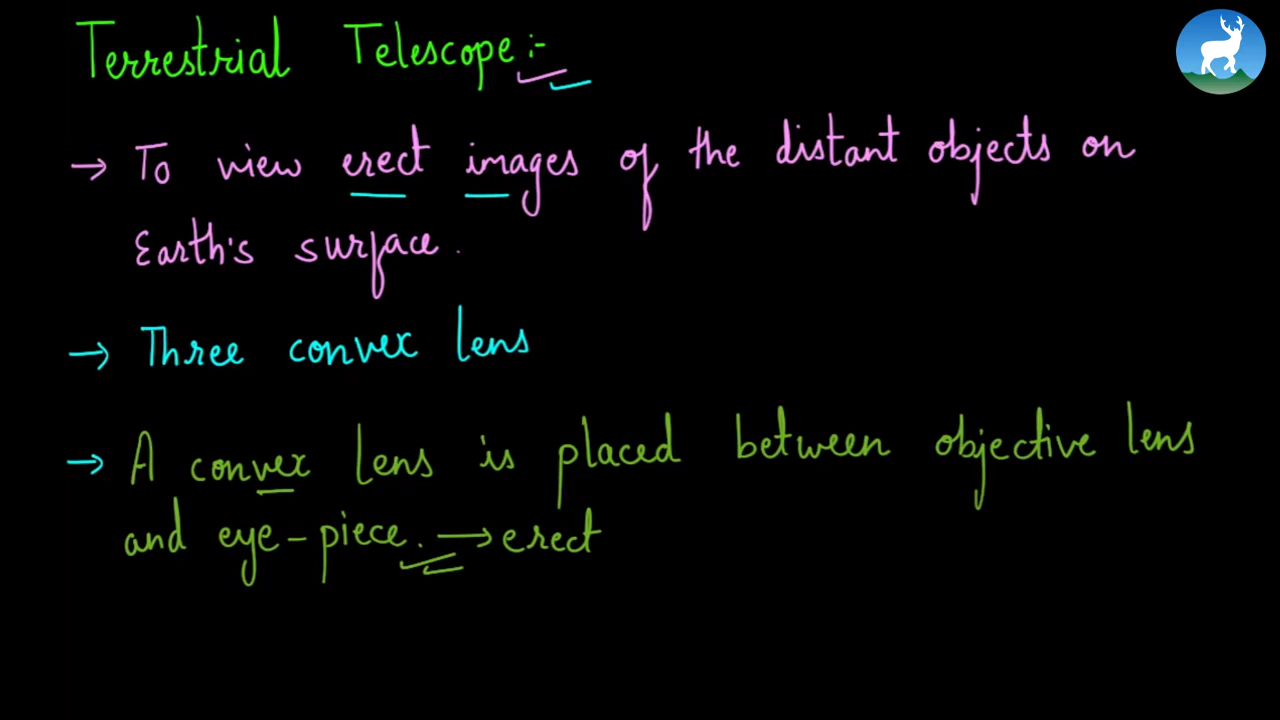 Terrestrial Telescope :-
→ To view erect images of the distant objects on
Earth's surface.
→ Three convex lens
→ A convex lens is placed between objective lens
and eye-piece. → erect